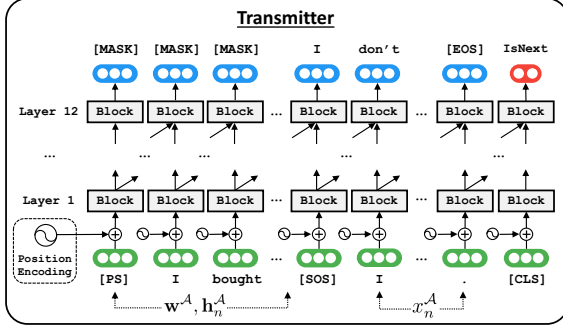 Transmitter
[MASK] [MASK] [MASK] I don't [EOS] IsNext
Layer 12 Block Block Block ... Block Block ... Block Block
... ... ... ...
Layer 1 Block Block Block ... Block Block ... Block Block
Position
Encoding
... ...
[PS] I bought [SOS] I . [CLS]
w^A, h_n^A x_n^A